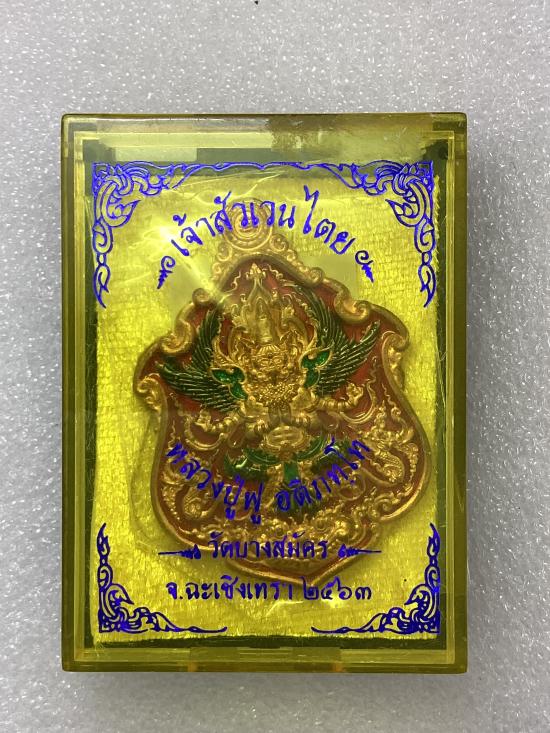 เจ้าสัวเวนไตย
หลวงปู่ฟู อติภทฺโท
วัดบางสมัคร
จ.ฉะเชิงเทรา ๒๕๖๓